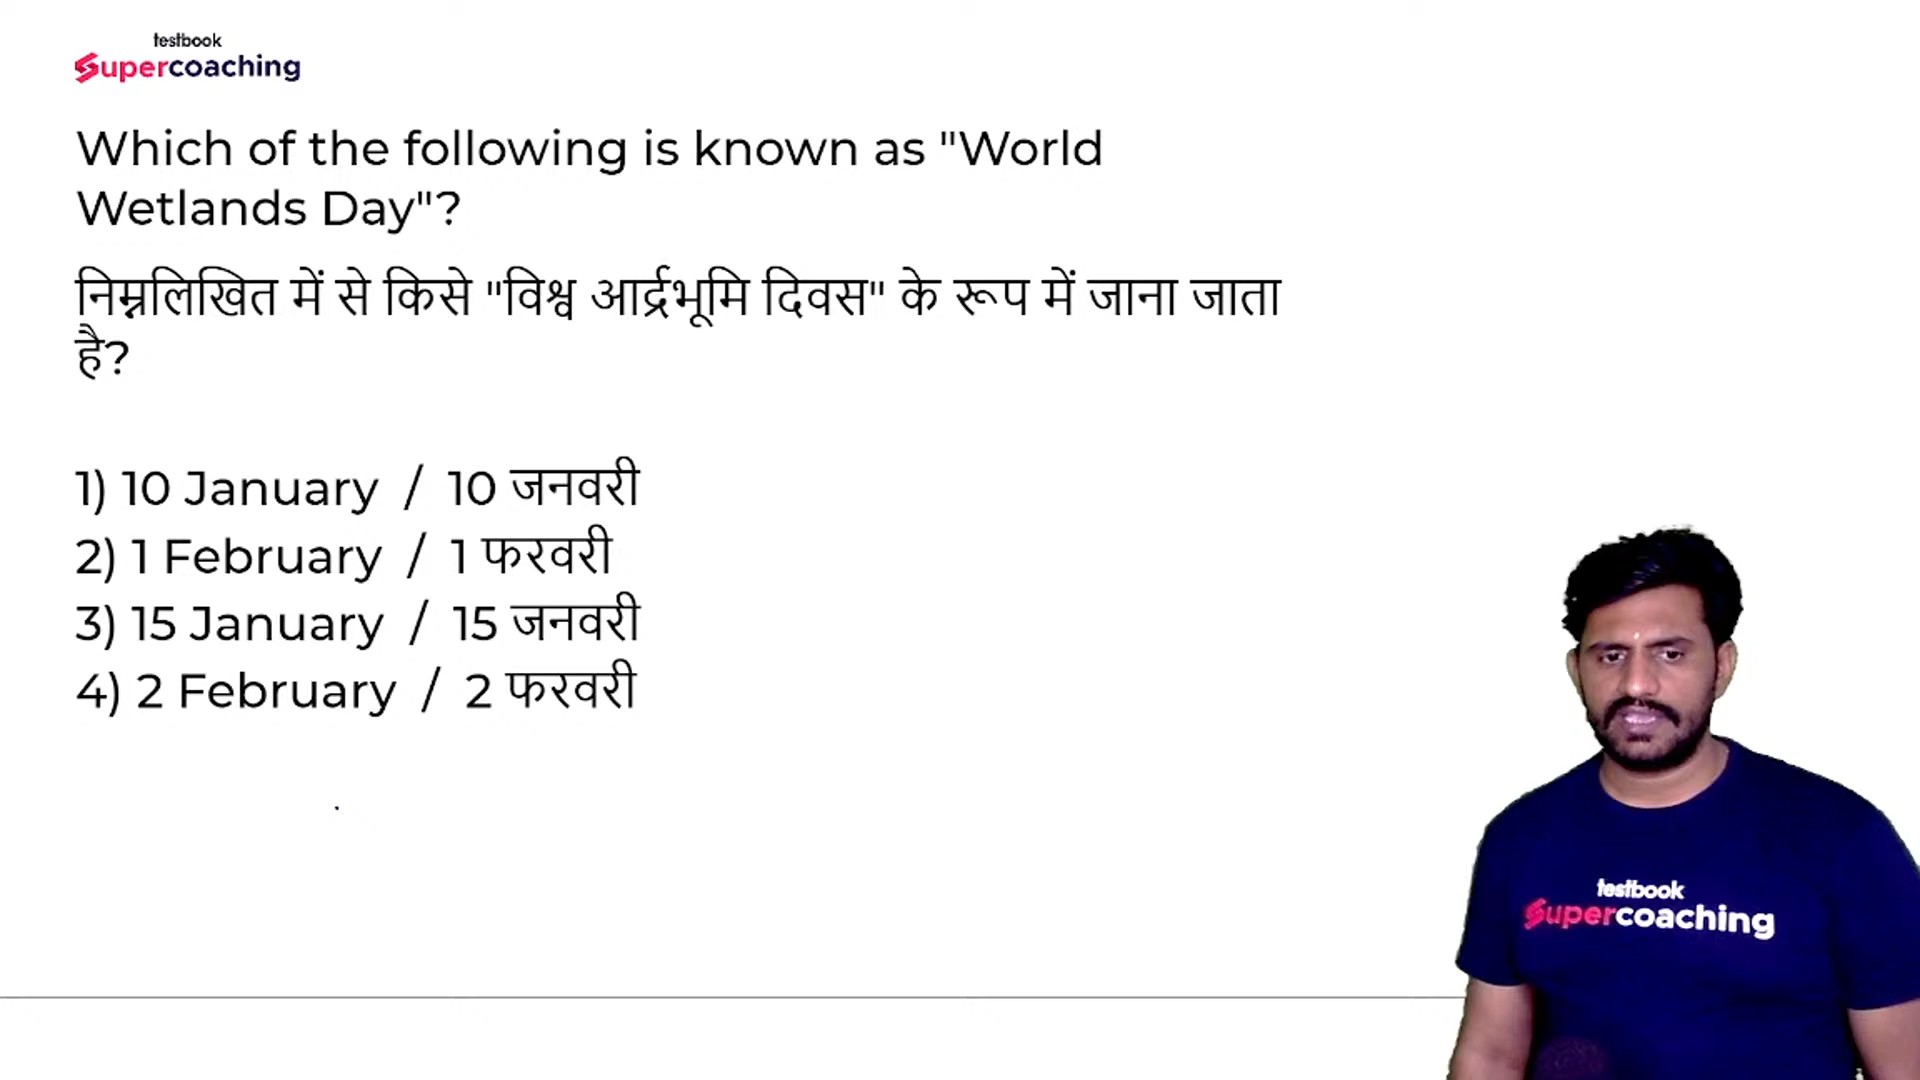 testbook
Supercoaching
Which of the following is known as "World
Wetlands Day"?
निम्नलिखित में से किसे "विश्व आर्द्रभूमि दिवस" के रूप में जाना जाता
है?
1) 10 January / 10 जनवरी
2) 1 February / 1 फरवरी
3) 15 January / 15 जनवरी
4) 2 February / 2 फरवरी
testbook
Supercoaching